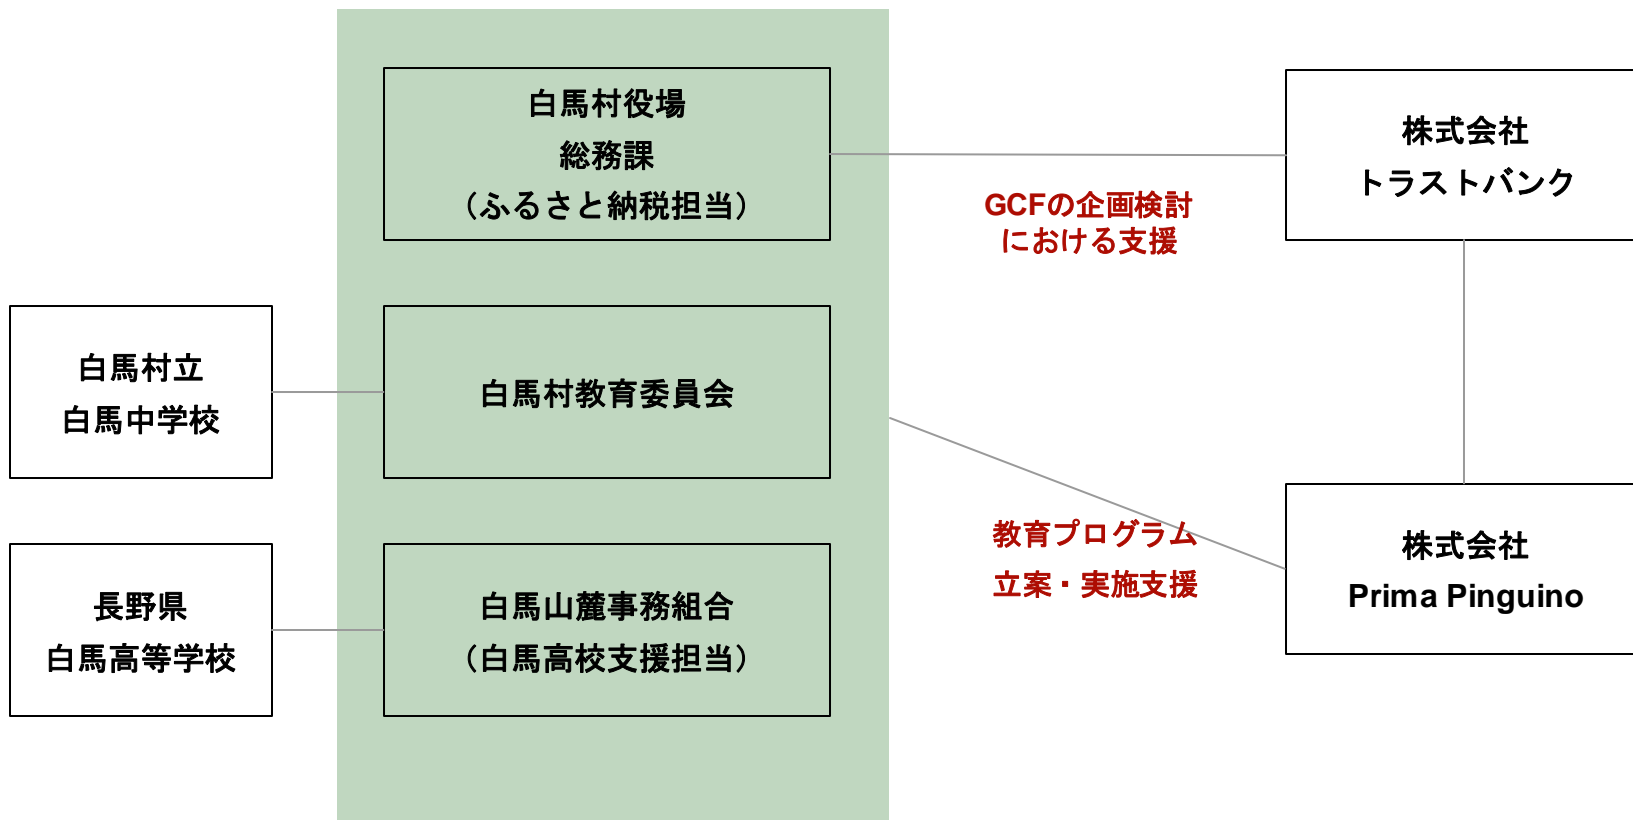 白馬村役場
総務課
（ふるさと納税担当）
株式会社
トラストバンク
GCFの企画検討
における支援
白馬村立
白馬中学校
白馬村教育委員会
教育プログラム
立案・実施支援
株式会社
Prima Pinguino
長野県
白馬高等学校
白馬山麓事務組合
（白馬高校支援担当）